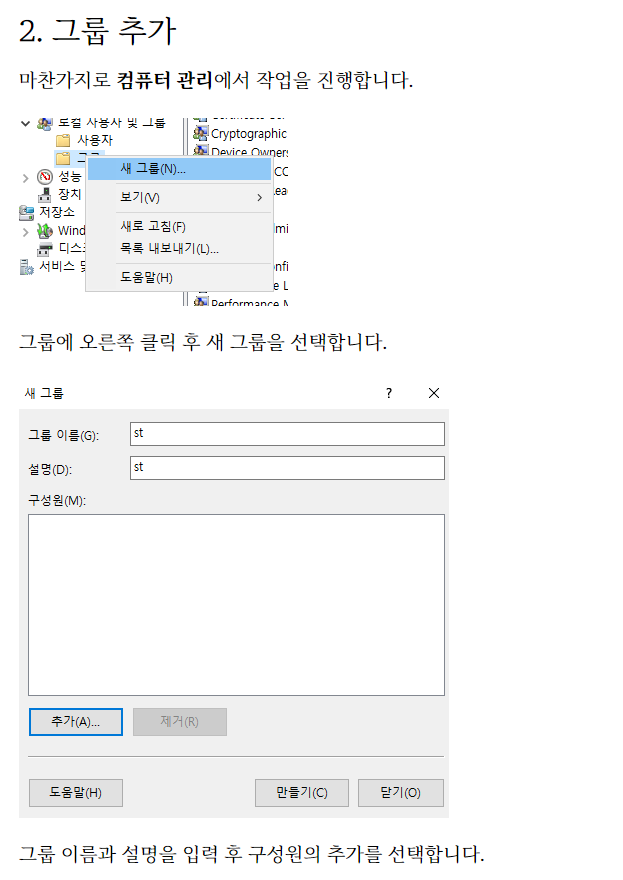 2. 그룹 추가
마찬가지로 컴퓨터 관리에서 작업을 진행합니다.
로컬 사용자 및 그룹
사용자
Cryptographic
Device Owners
새 그룹(N)...
성능
장치
보기(V)
저장소
Wind
새로 고침(F)
디스크
목록 내보내기(L)...
서비스 및
도움말(H)
Performance M
그룹에 오른쪽 클릭 후 새 그룹을 선택합니다.
새 그룹 ?
그룹 이름(G): st
설명(D): st
구성원(M):
추가(A)... 제거(R)
도움말(H) 만들기(C) 닫기(O)
그룹 이름과 설명을 입력 후 구성원의 추가를 선택합니다.